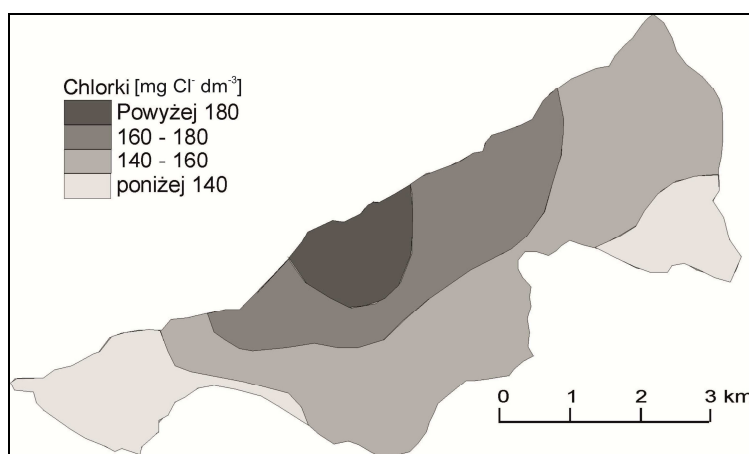 Chlorki [mg Cl⁻ dm⁻³]
Powyżej 180
160 - 180
140 - 160
poniżej 140
0 1 2 3 km